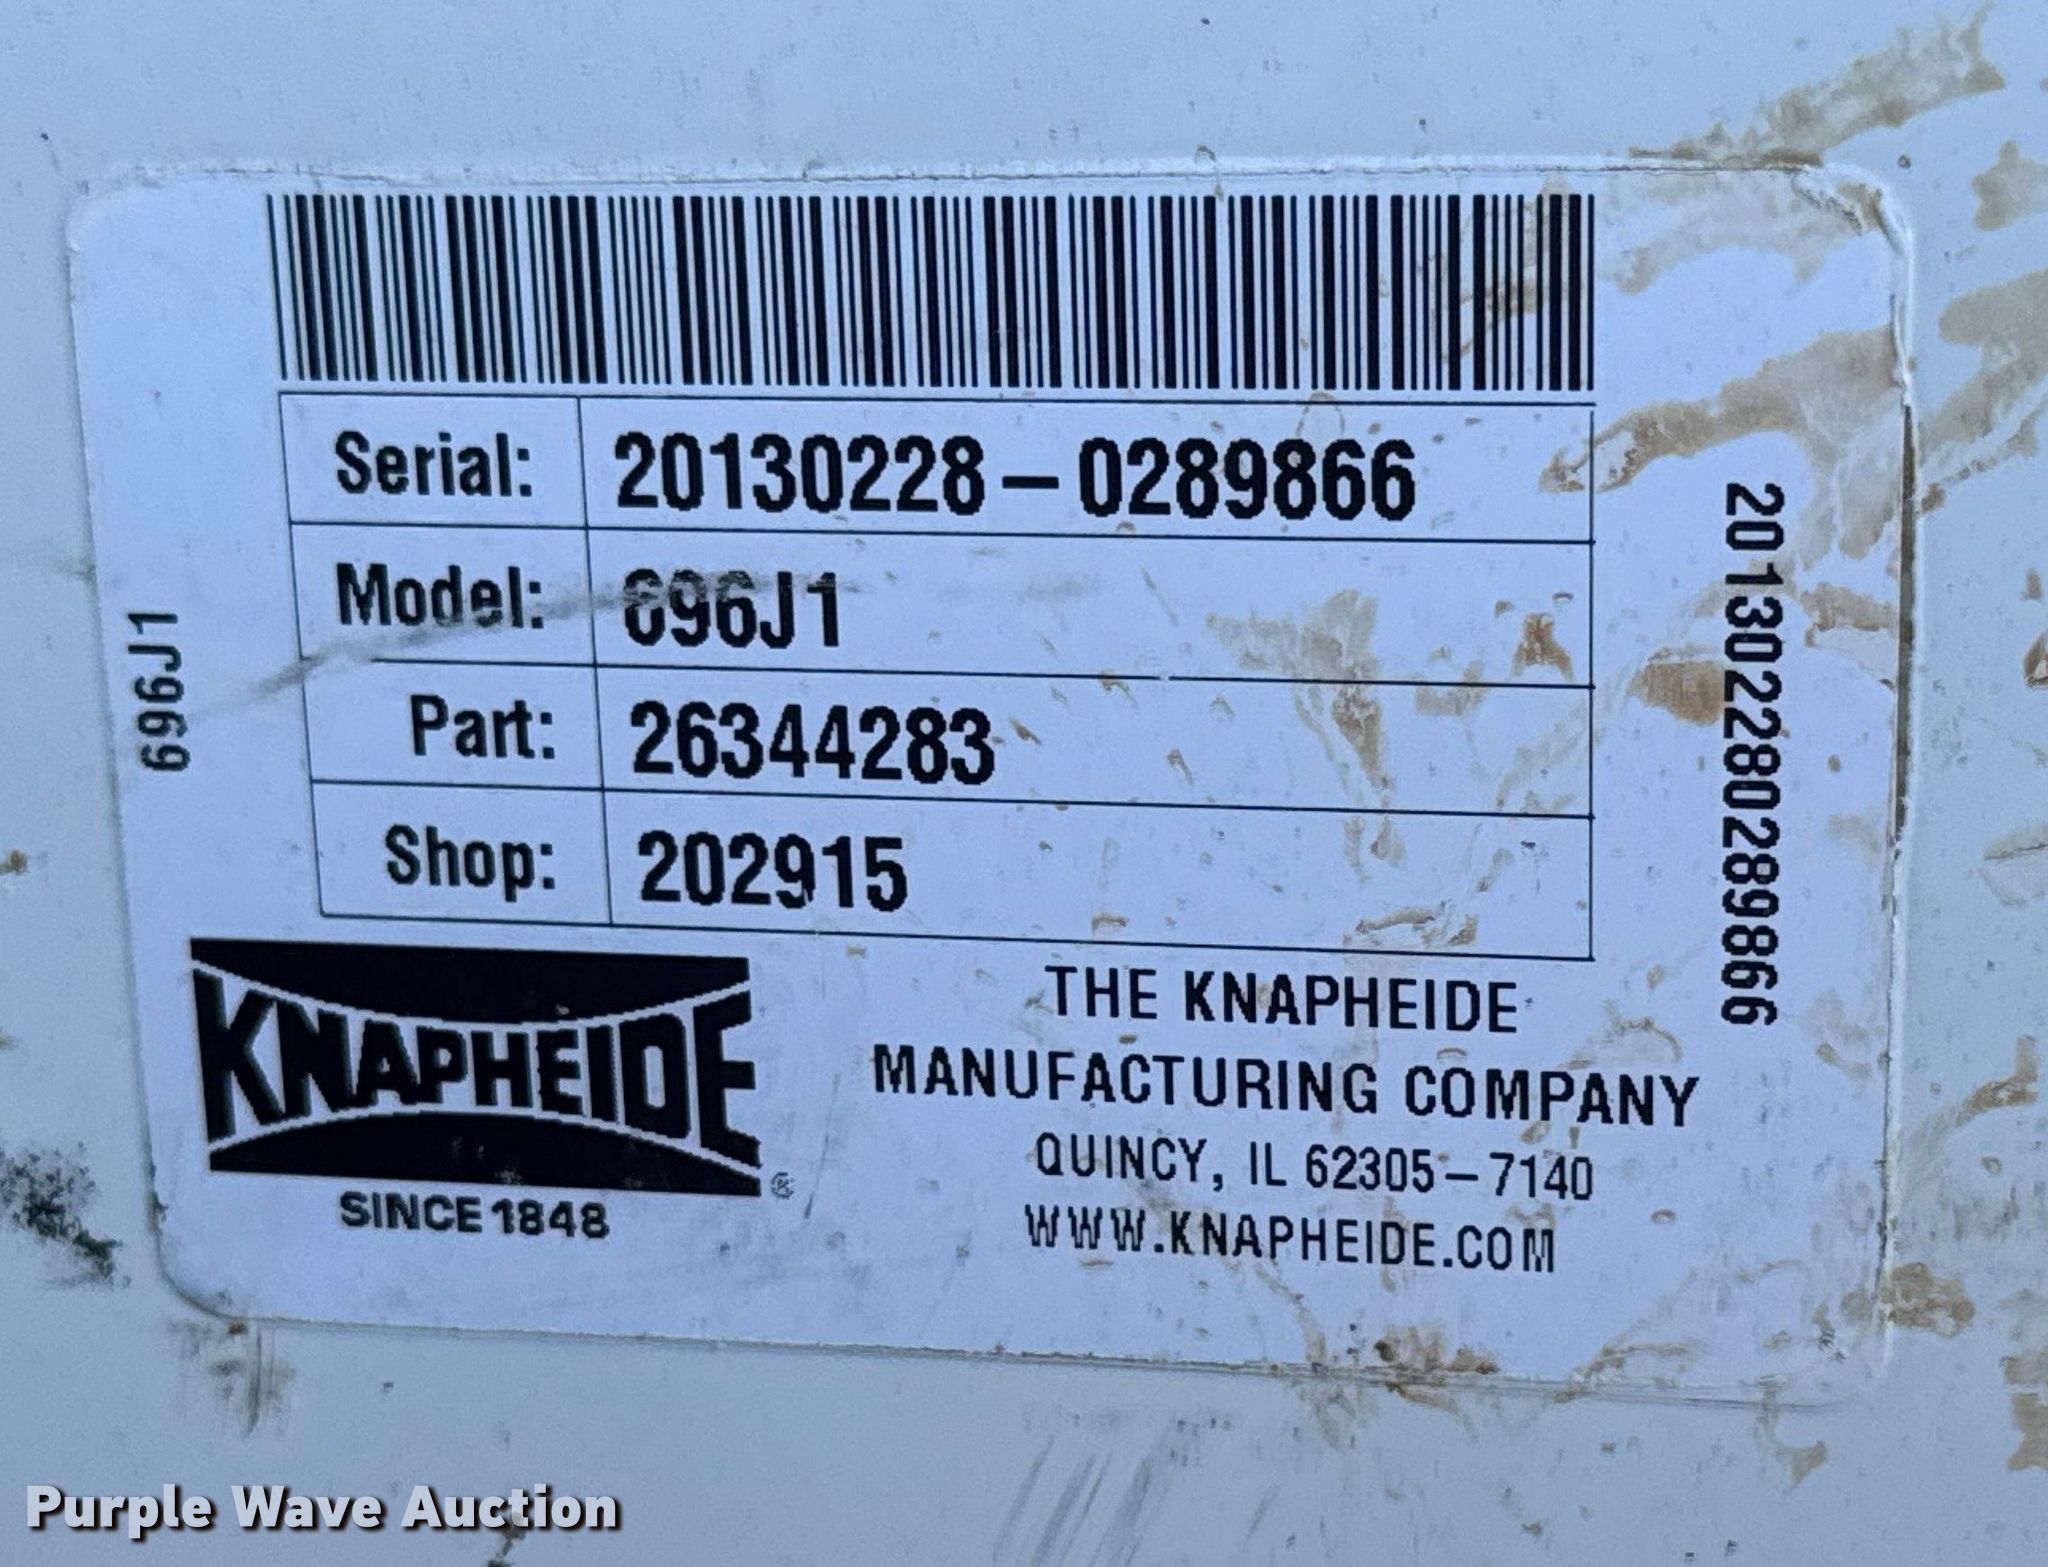 Serial: 20130228-0289866
Model: 696J1
Part: 26344283
Shop: 202915
696J1
201302280289866
KNAPHEIDE®
SINCE 1848
THE KNAPHEIDE
MANUFACTURING COMPANY
QUINCY, IL 62305-7140
WWW.KNAPHEIDE.COM
Purple Wave Auction